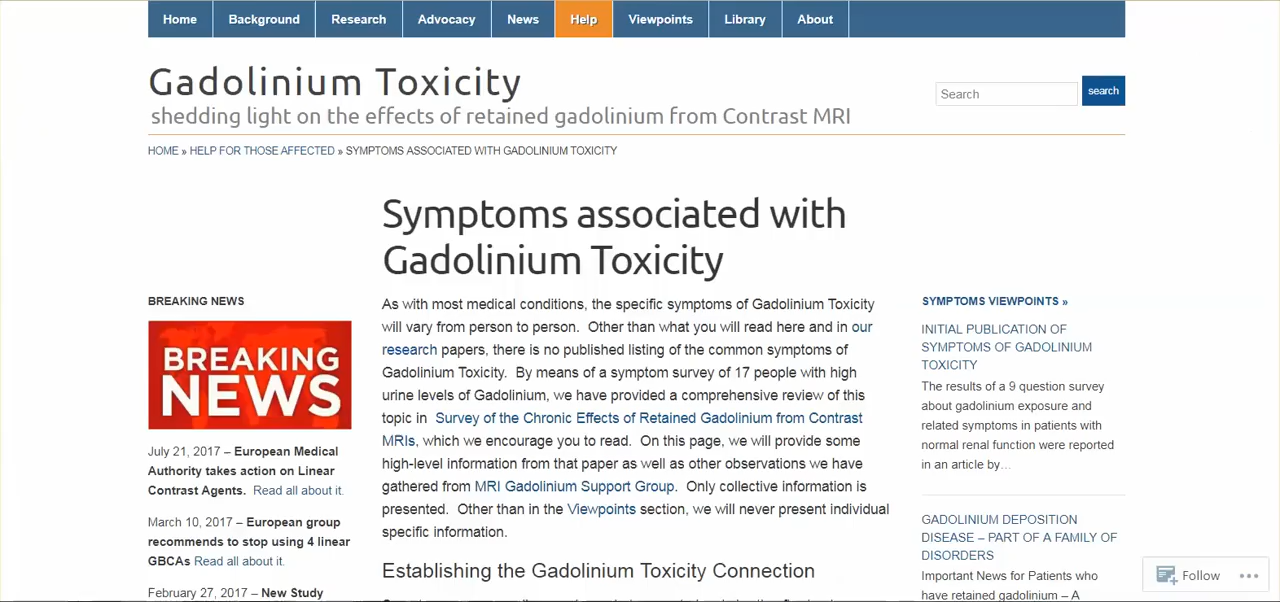 Home Background Research Advocacy News Help Viewpoints Library About
Gadolinium Toxicity
shedding light on the effects of retained gadolinium from Contrast MRI
Search search
HOME » HELP FOR THOSE AFFECTED » SYMPTOMS ASSOCIATED WITH GADOLINIUM TOXICITY
BREAKING NEWS
BREAKING
NEWS
July 21, 2017 – European Medical
Authority takes action on Linear
Contrast Agents. Read all about it.
March 10, 2017 – European group
recommends to stop using 4 linear
GBCAs Read all about it.
February 27, 2017 – New Study
Symptoms associated with
Gadolinium Toxicity
As with most medical conditions, the specific symptoms of Gadolinium Toxicity
will vary from person to person. Other than what you will read here and in our
research papers, there is no published listing of the common symptoms of
Gadolinium Toxicity. By means of a symptom survey of 17 people with high
urine levels of Gadolinium, we have provided a comprehensive review of this
topic in Survey of the Chronic Effects of Retained Gadolinium from Contrast
MRIs, which we encourage you to read. On this page, we will provide some
high-level information from that paper as well as other observations we have
gathered from MRI Gadolinium Support Group. Only collective information is
presented. Other than in the Viewpoints section, we will never present individual
specific information.
Establishing the Gadolinium Toxicity Connection
SYMPTOMS VIEWPOINTS »
INITIAL PUBLICATION OF
SYMPTOMS OF GADOLINIUM
TOXICITY
The results of a 9 question survey
about gadolinium exposure and
related symptoms in patients with
normal renal function were reported
in an article by…
GADOLINIUM DEPOSITION
DISEASE – PART OF A FAMILY OF
DISORDERS
Important News for Patients who
have retained gadolinium – A
Follow